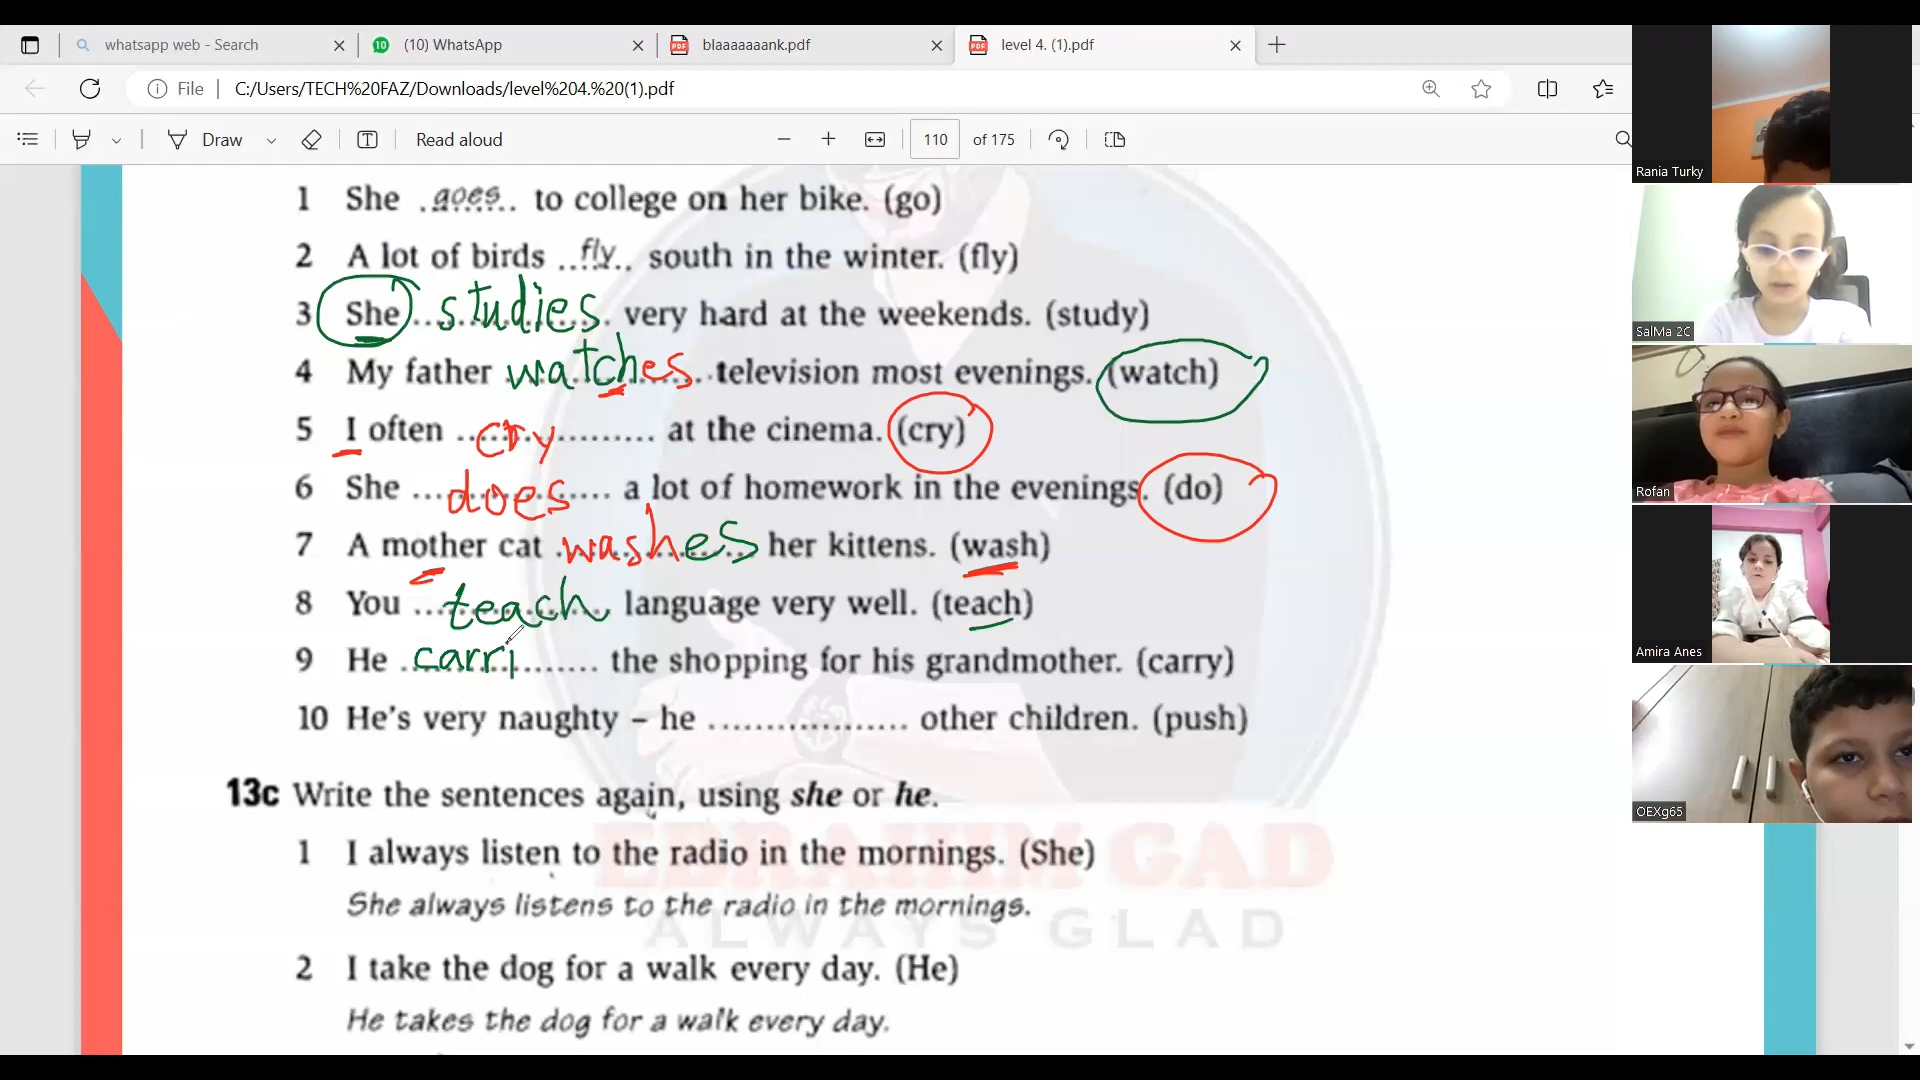 whatsapp web - Search
(10) WhatsApp
blaaaaaaank.pdf
level 4. (1).pdf
File
C:/Users/TECH%20FAZ/Downloads/level%204.%20(1).pdf
Draw
Read aloud
110 of 175
1 She ..goes.. to college on her bike. (go)
2 A lot of birds ..fly.. south in the winter. (fly)
3 She studies very hard at the weekends. (study)
4 My father watches television most evenings. (watch)
5 I often cry at the cinema. (cry)
6 She does a lot of homework in the evenings. (do)
7 A mother cat washes her kittens. (wash)
8 You teach language very well. (teach)
9 He carri the shopping for his grandmother. (carry)
10 He's very naughty – he .................. other children. (push)
13c Write the sentences again, using she or he.
1 I always listen to the radio in the mornings. (She)
She always listens to the radio in the mornings.
2 I take the dog for a walk every day. (He)
He takes the dog for a walk every day.
EBRAHIM GAD
ALWAYS GLAD
Rania Turky
SalMa 2C
Rofan
Amira Anes
OEXg65